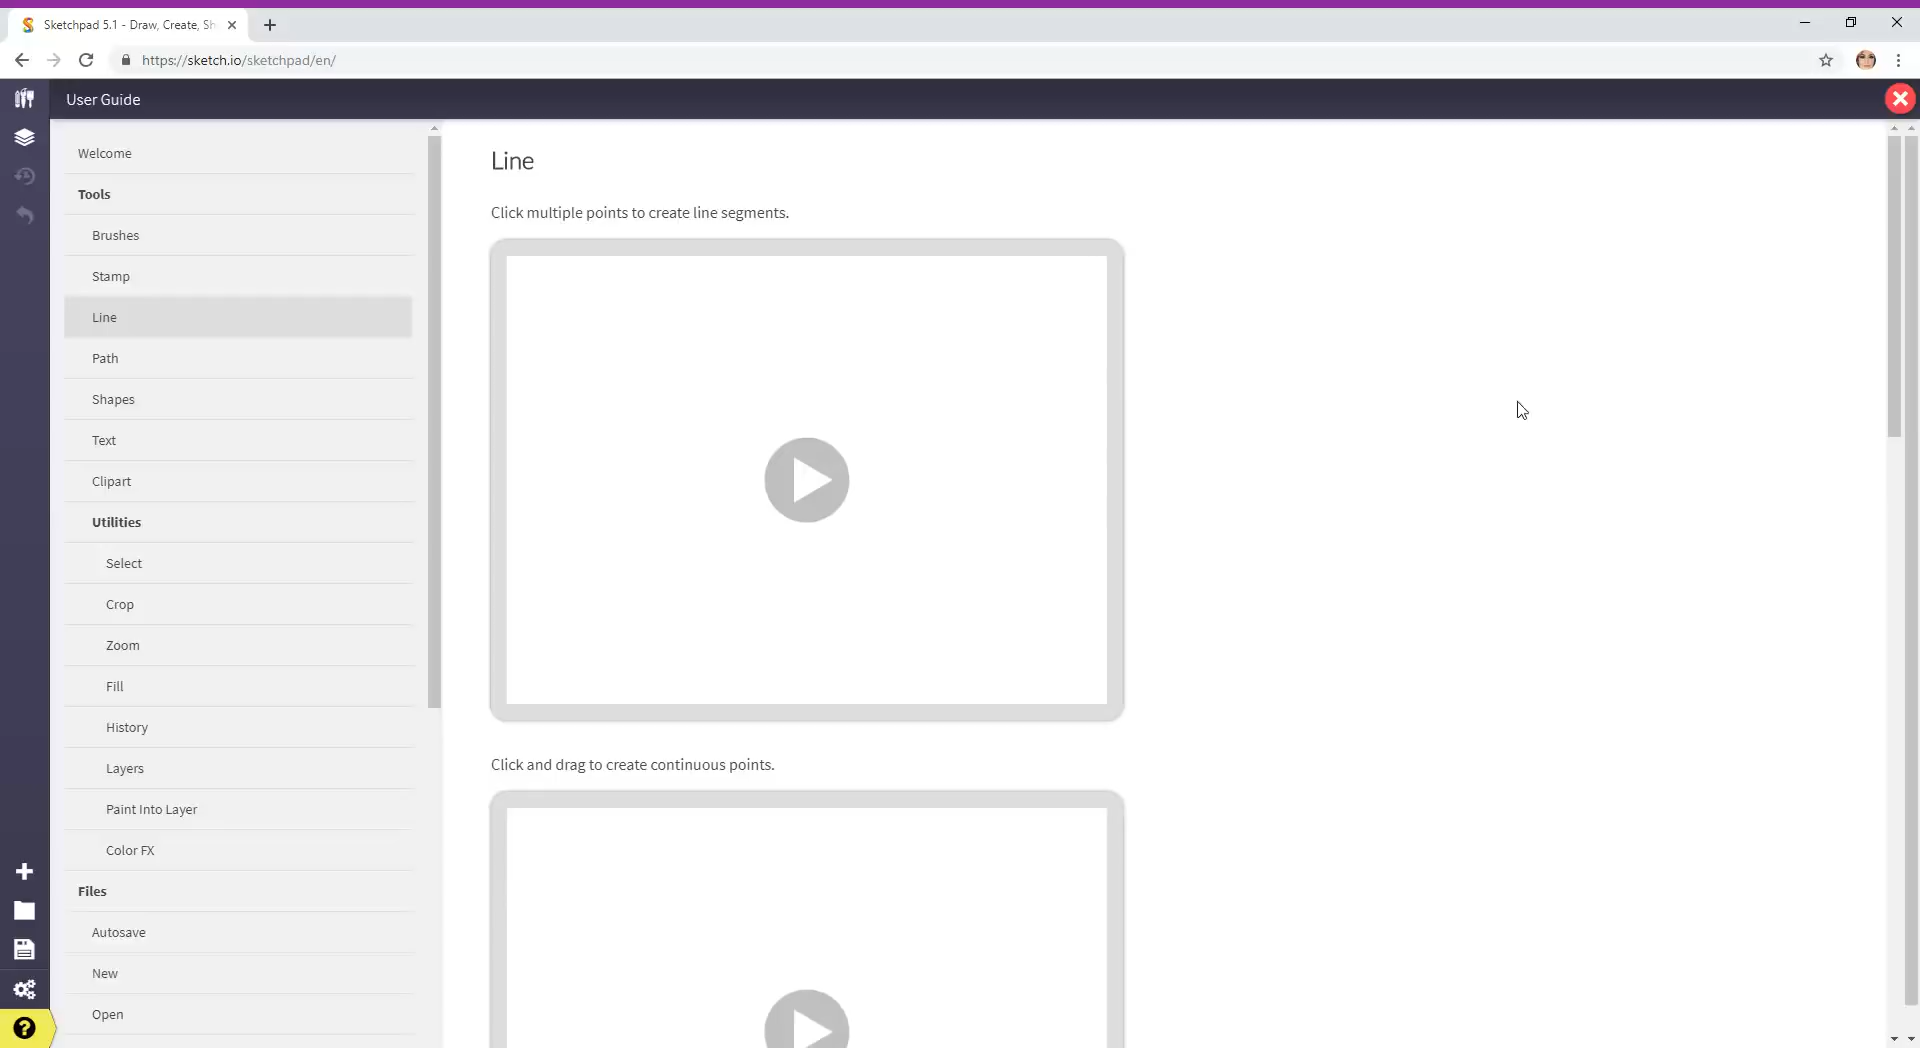 Sketchpad 5.1 - Draw, Create, Sh
https://sketch.io/sketchpad/en/
User Guide
Welcome
Tools
Brushes
Stamp
Line
Path
Shapes
Text
Clipart
Utilities
Select
Crop
Zoom
Fill
History
Layers
Paint Into Layer
Color FX
Files
Autosave
New
Open
Line
Click multiple points to create line segments.
Click and drag to create continuous points.